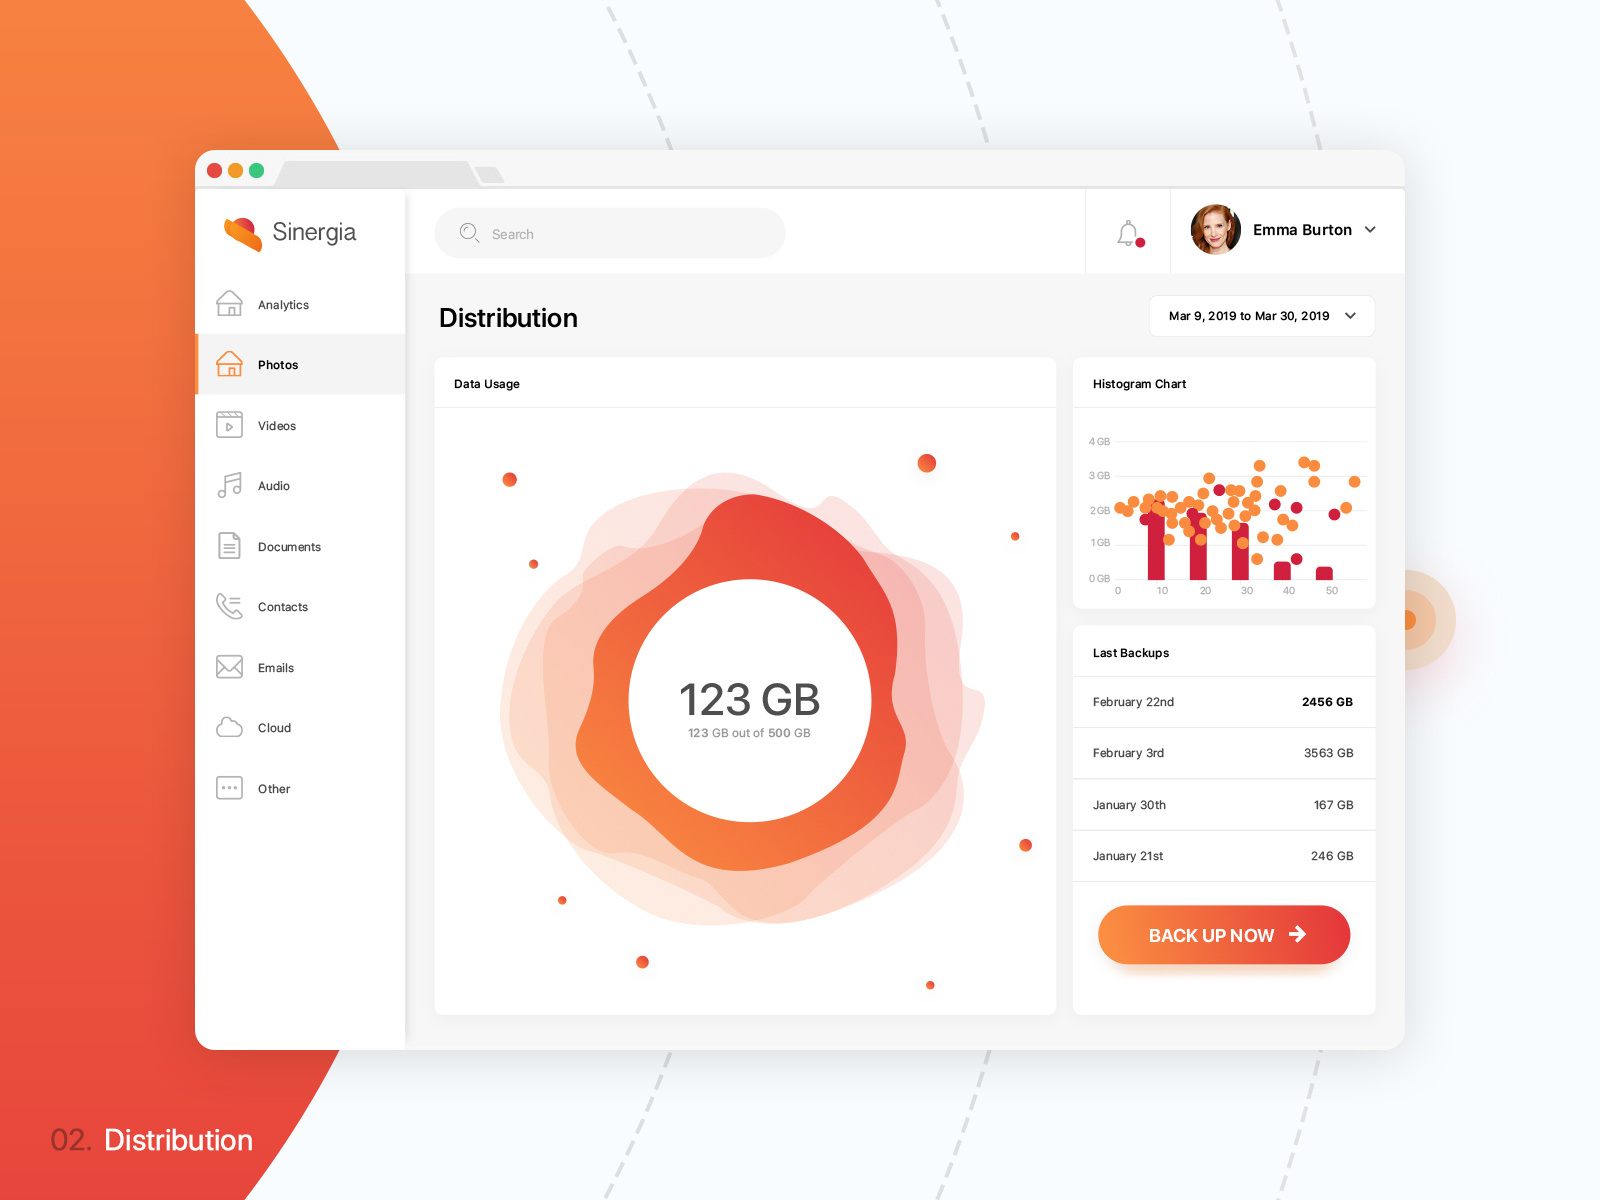 Sinergia
Search
Emma Burton
Analytics
Photos
Videos
Audio
Documents
Contacts
Emails
Cloud
Other
Distribution
Mar 9, 2019 to Mar 30, 2019
Data Usage
123 GB
123 GB out of 500 GB
Histogram Chart
4 GB
3 GB
2 GB
1 GB
0 GB
0 10 20 30 40 50
Last Backups
February 22nd 2456 GB
February 3rd 3563 GB
January 30th 167 GB
January 21st 246 GB
BACK UP NOW
02. Distribution